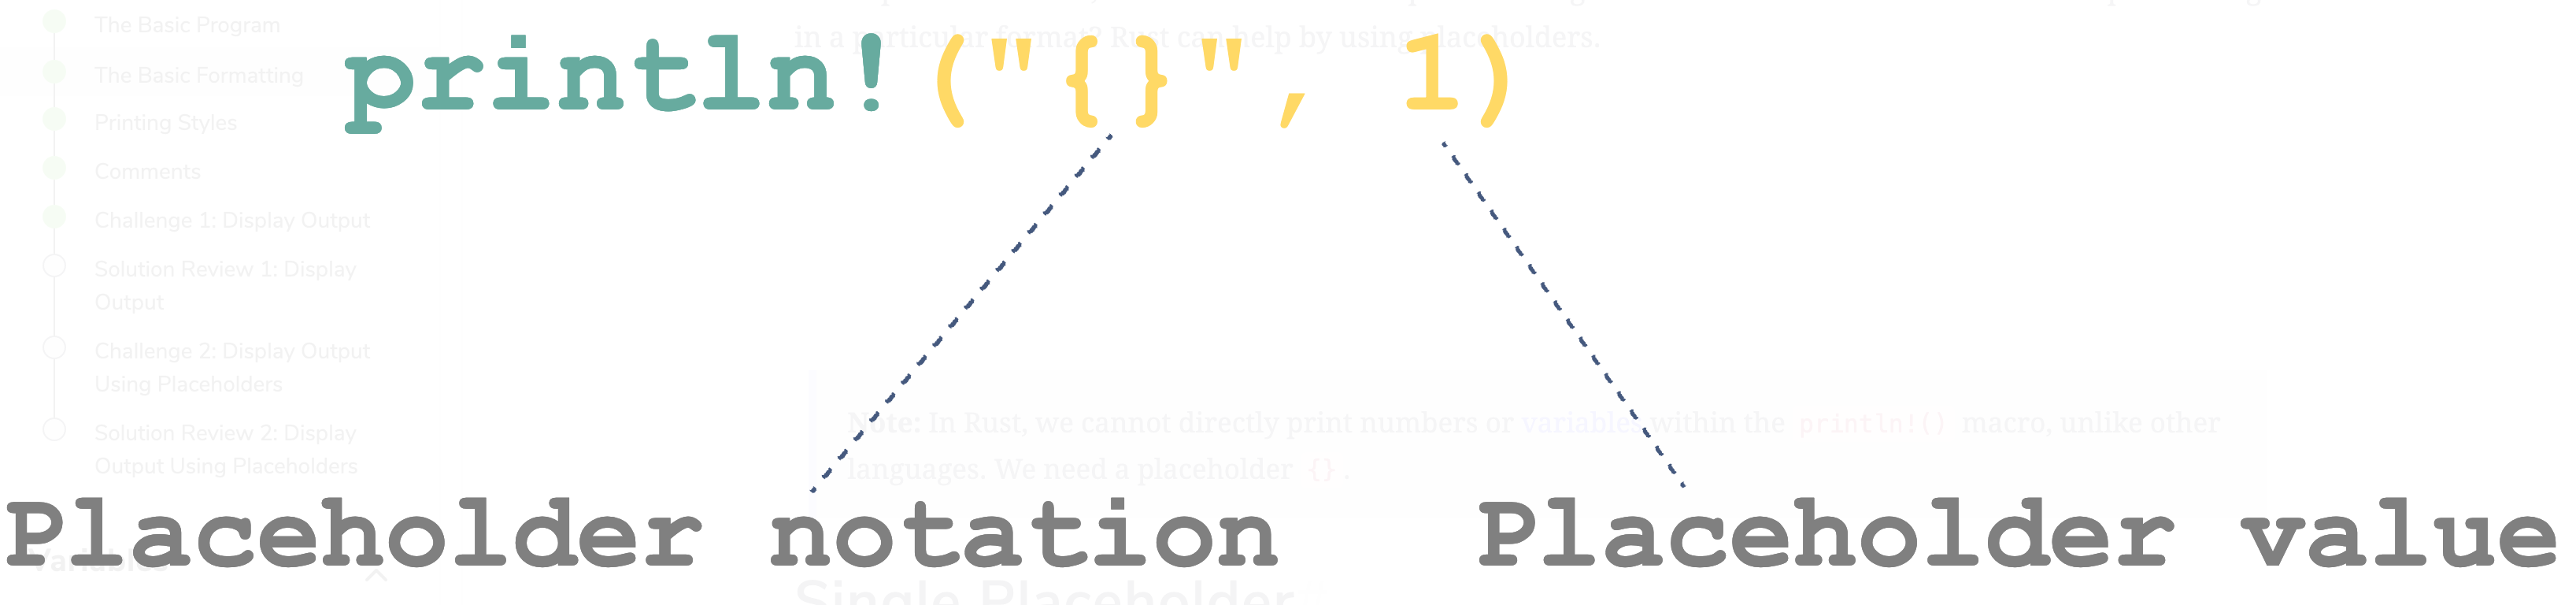 The Basic Program
in a particular format? Rust can help by using placeholders.
println!("{}", 1)
The Basic Formatting
Printing Styles
Comments
Challenge 1: Display Output
Solution Review 1: Display
Output
Challenge 2: Display Output
Using Placeholders
Note: In Rust, we cannot directly print numbers or variables within the println!() macro, unlike other
languages. We need a placeholder {}.
Solution Review 2: Display
Output Using Placeholders
Placeholder notation
Placeholder value
Variables
Single Placeholder